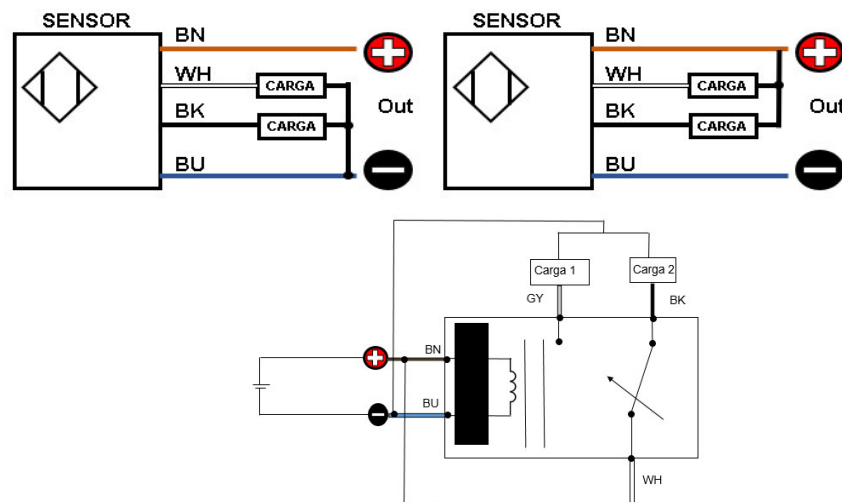 SENSOR
BN
WH
CARGA
Out
BK
CARGA
BU
SENSOR
BN
WH
CARGA
Out
BK
CARGA
BU
Carga 1
Carga 2
GY
BK
BN
BU
WH